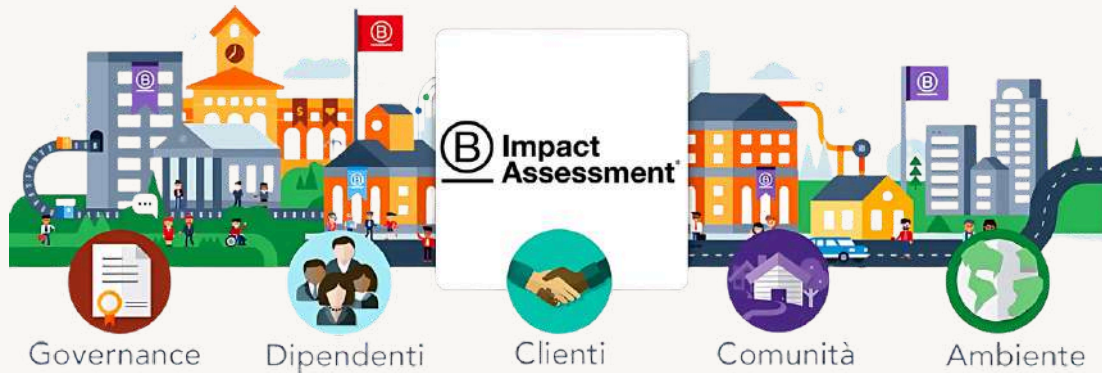 B
B
B Impact
Assessment®
$
B
B
B
Governance
Dipendenti
Clienti
Comunità
Ambiente